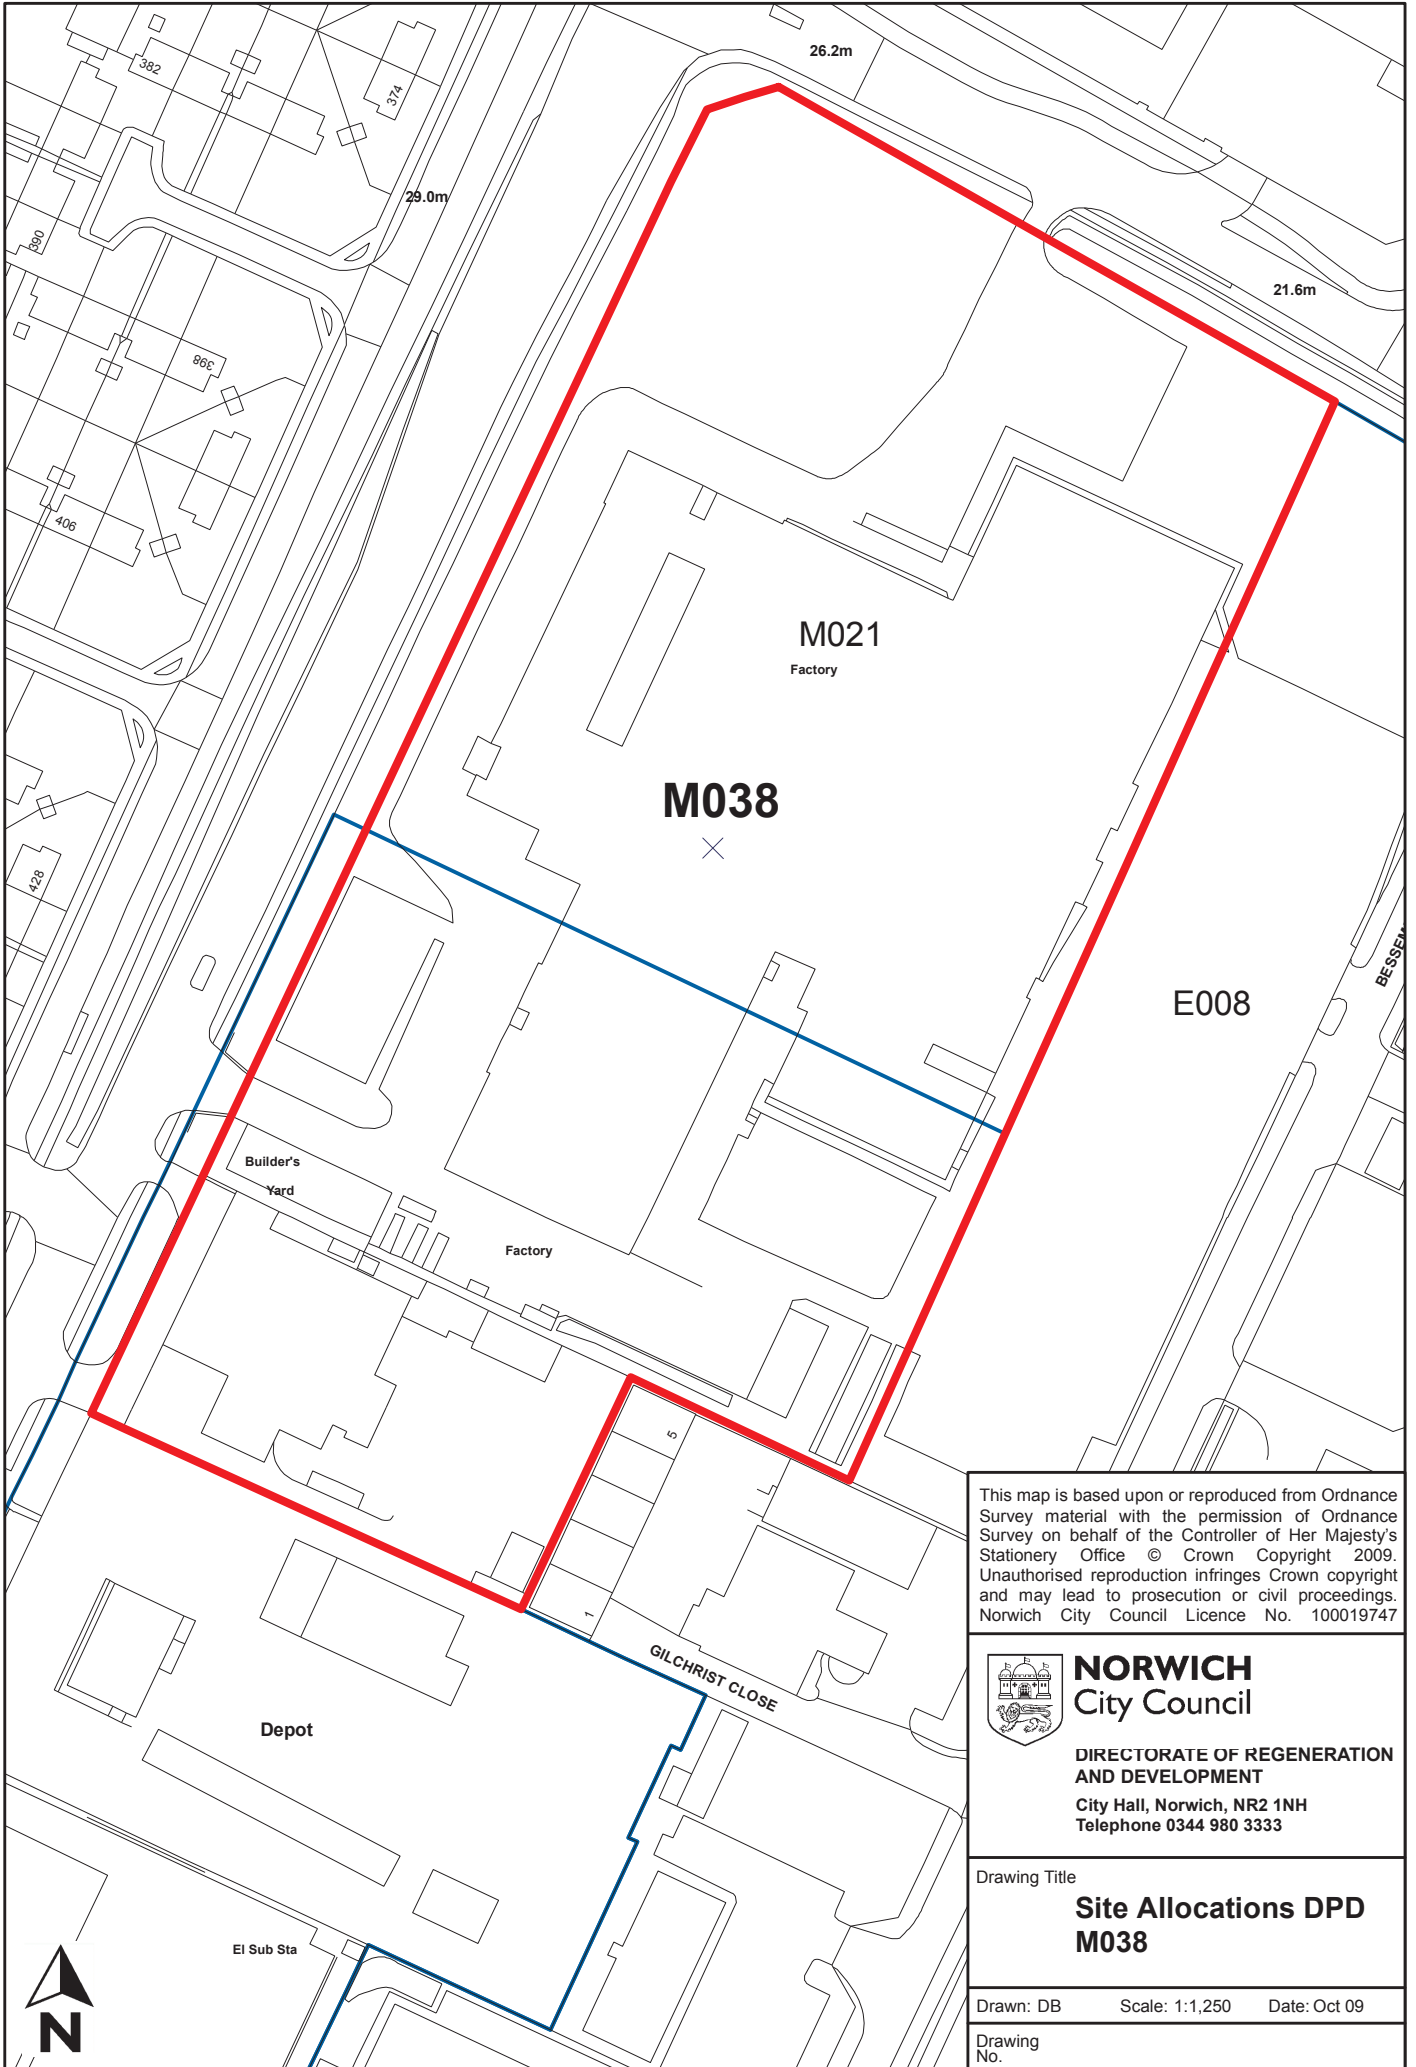 26.2m
382
374
29.0m
390
21.6m
398
406
M021
Factory
M038
428
BESSEM
E008
Builder's
Yard
Factory
5
1
GILCHRIST CLOSE
Depot
El Sub Sta
N
This map is based upon or reproduced from Ordnance
Survey material with the permission of Ordnance
Survey on behalf of the Controller of Her Majesty's
Stationery Office © Crown Copyright 2009.
Unauthorised reproduction infringes Crown copyright
and may lead to prosecution or civil proceedings.
Norwich City Council Licence No. 100019747
NORWICH
City Council
DIRECTORATE OF REGENERATION
AND DEVELOPMENT
City Hall, Norwich, NR2 1NH
Telephone 0344 980 3333
Drawing Title
Site Allocations DPD
M038
Drawn: DB Scale: 1:1,250 Date: Oct 09
Drawing
No.